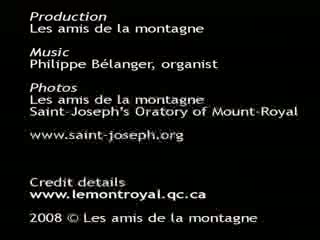 Production
Les amis de la montagne
Music
Philippe Bélanger, organist
Photos
Les amis de la montagne
Saint-Joseph's Oratory of Mount-Royal
www.saint-joseph.org
Credit details
www.lemontroyal.qc.ca
2008 © Les amis de la montagne